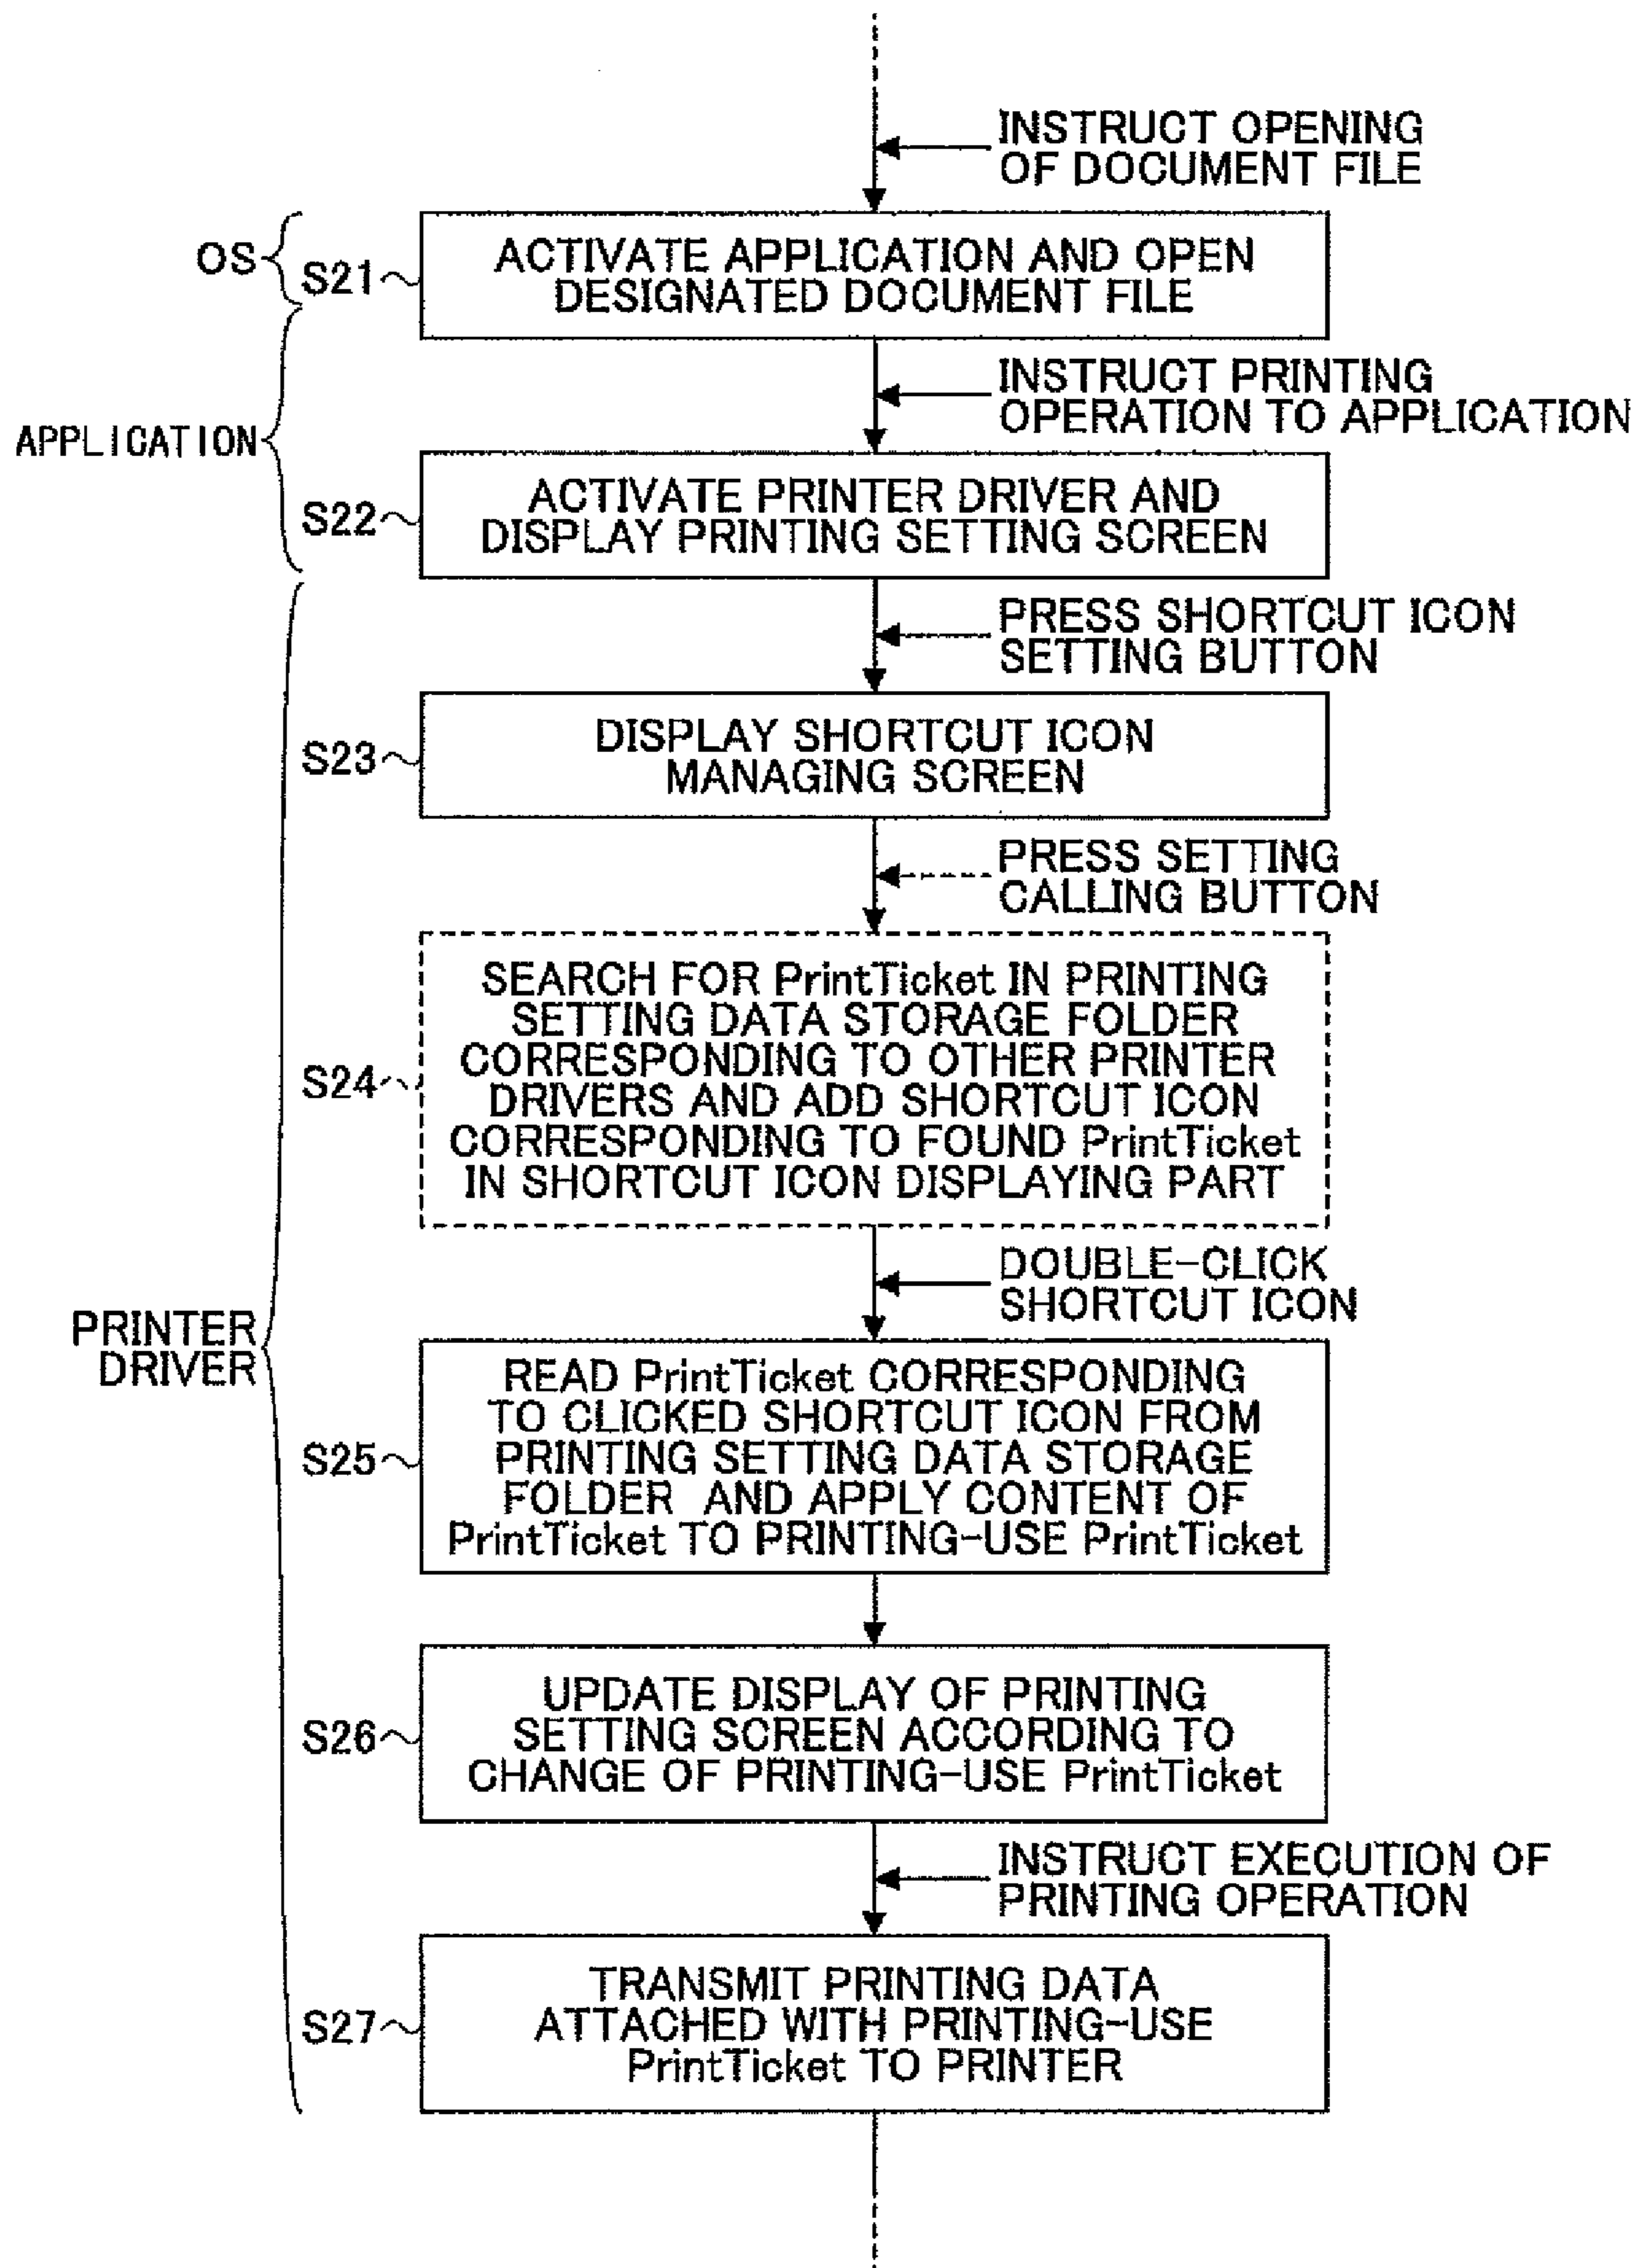 INSTRUCT OPENING
OF DOCUMENT FILE
OS
S21
ACTIVATE APPLICATION AND OPEN
DESIGNATED DOCUMENT FILE
INSTRUCT PRINTING
OPERATION TO APPLICATION
APPLICATION
S22
ACTIVATE PRINTER DRIVER AND
DISPLAY PRINTING SETTING SCREEN
PRESS SHORTCUT ICON
SETTING BUTTON
S23
DISPLAY SHORTCUT ICON
MANAGING SCREEN
PRESS SETTING
CALLING BUTTON
S24
SEARCH FOR PrintTicket IN PRINTING
SETTING DATA STORAGE FOLDER
CORRESPONDING TO OTHER PRINTER
DRIVERS AND ADD SHORTCUT ICON
CORRESPONDING TO FOUND PrintTicket
IN SHORTCUT ICON DISPLAYING PART
DOUBLE-CLICK
SHORTCUT ICON
PRINTER
DRIVER
S25
READ PrintTicket CORRESPONDING
TO CLICKED SHORTCUT ICON FROM
PRINTING SETTING DATA STORAGE
FOLDER AND APPLY CONTENT OF
PrintTicket TO PRINTING-USE PrintTicket
S26
UPDATE DISPLAY OF PRINTING
SETTING SCREEN ACCORDING TO
CHANGE OF PRINTING-USE PrintTicket
INSTRUCT EXECUTION OF
PRINTING OPERATION
S27
TRANSMIT PRINTING DATA
ATTACHED WITH PRINTING-USE
PrintTicket TO PRINTER